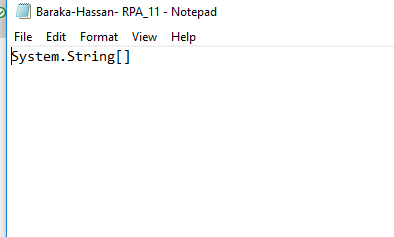 Baraka-Hassan- RPA_11 - Notepad
File Edit Format View Help
System.String[]